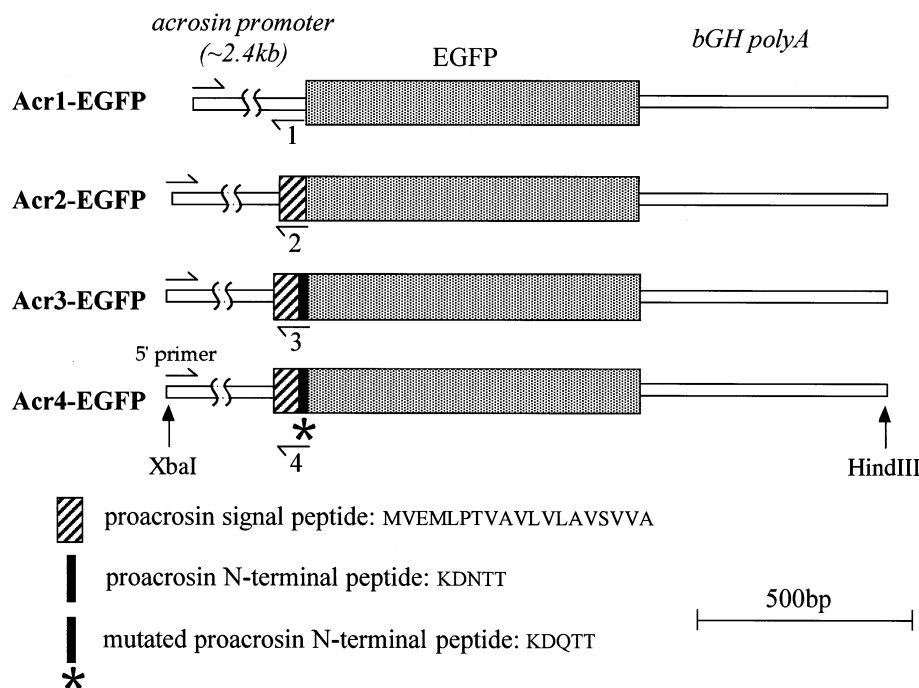 acrosin promoter
(~2.4kb)
EGFP
bGH polyA
Acr1-EGFP
1
Acr2-EGFP
2
Acr3-EGFP
3
5' primer
Acr4-EGFP
*
4
XbaI
HindIII
proacrosin signal peptide: MVEMLPTVAVLVLAVSVVA
proacrosin N-terminal peptide: KDNTT
500bp
mutated proacrosin N-terminal peptide: KDQTT
*